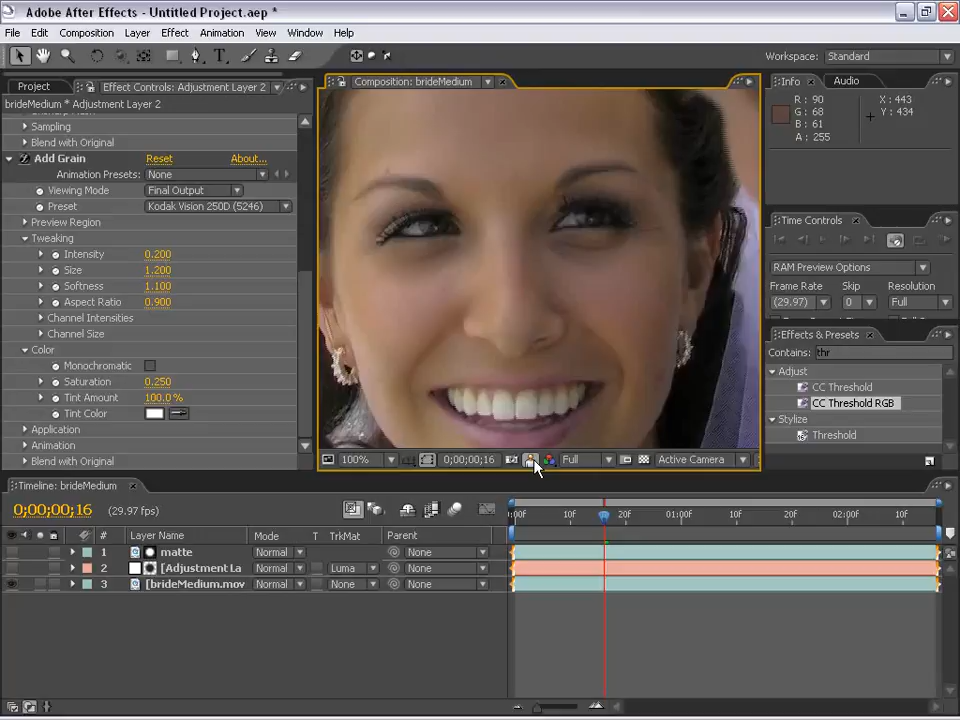 Adobe After Effects - Untitled Project.aep *
File Edit Composition Layer Effect Animation View Window Help
Workspace: Standard
Project Effect Controls: Adjustment Layer 2
brideMedium * Adjustment Layer 2
Sampling
Blend with Original
Add Grain Reset About...
Animation Presets: None
Viewing Mode Final Output
Preset Kodak Vision 250D (5246)
Preview Region
Tweaking
Intensity 0.200
Size 1.200
Softness 1.100
Aspect Ratio 0.900
Channel Intensities
Channel Size
Color
Monochromatic
Saturation 0.250
Tint Amount 100.0%
Tint Color
Application
Animation
Blend with Original
Composition: brideMedium
100% 0;00;00;16 Full Active Camera
Info Audio
R: 90 X: 443
G: 68 Y: 434
B: 61
A: 255
Time Controls
RAM Preview Options
Frame Rate Skip Resolution
(29.97) 0 Full
Effects & Presets
Contains: thr
Adjust
CC Threshold
CC Threshold RGB
Stylize
Threshold
Timeline: brideMedium
0;00;00;16 (29.97 fps)
# Layer Name Mode T TrkMat Parent
1 matte Normal None
2 [Adjustment La Normal Luma None
3 [brideMedium.mov Normal None None
:00F 10F 20F 01:00F 10F 20F 02:00F 10F